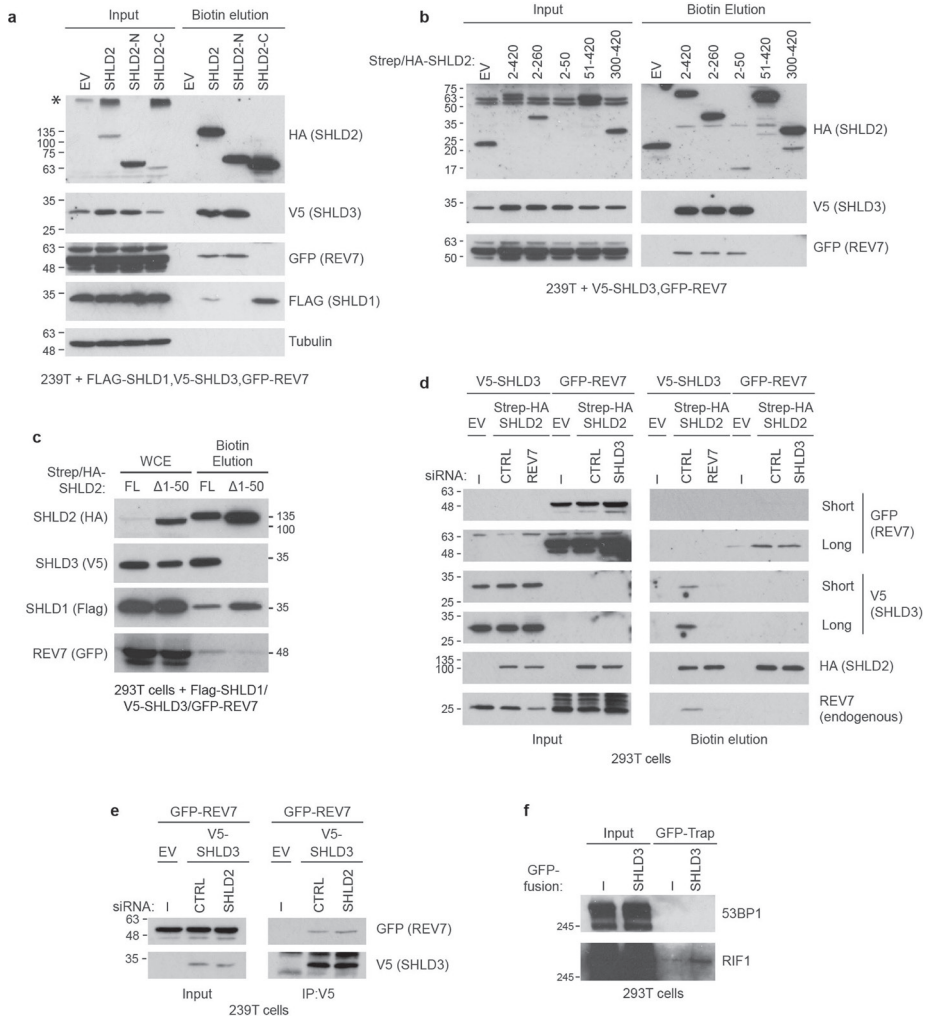 a
Input
Biotin elution
EV
SHLD2
SHLD2-N
SHLD2-C
EV
SHLD2
SHLD2-N
SHLD2-C
*
135
100
75
63
HA (SHLD2)
35
25
V5 (SHLD3)
63
48
GFP (REV7)
35
FLAG (SHLD1)
63
48
Tubulin
239T + FLAG-SHLD1,V5-SHLD3,GFP-REV7
b
Input
Biotin Elution
Strep/HA-SHLD2:
EV
2-420
2-260
2-50
51-420
300-420
EV
2-420
2-260
2-50
51-420
300-420
75
63
50
35
25
20
17
HA (SHLD2)
35
V5 (SHLD3)
63
50
GFP (REV7)
239T + V5-SHLD3,GFP-REV7
c
Strep/HA-
SHLD2:
WCE
Biotin
Elution
FL
Δ1-50
FL
Δ1-50
SHLD2 (HA)
135
100
SHLD3 (V5)
35
SHLD1 (Flag)
35
REV7 (GFP)
48
293T cells + Flag-SHLD1/
V5-SHLD3/GFP-REV7
d
V5-SHLD3
GFP-REV7
V5-SHLD3
GFP-REV7
EV
Strep-HA
SHLD2
EV
Strep-HA
SHLD2
EV
Strep-HA
SHLD2
EV
Strep-HA
SHLD2
siRNA:
–
CTRL
REV7
–
CTRL
SHLD3
–
CTRL
REV7
–
CTRL
SHLD3
63
48
Short
63
48
Long
GFP
(REV7)
35
25
Short
35
25
Long
V5
(SHLD3)
135
100
HA (SHLD2)
25
REV7
(endogenous)
Input
Biotin elution
293T cells
e
GFP-REV7
GFP-REV7
EV
V5-
SHLD3
EV
V5-
SHLD3
siRNA:
–
CTRL
SHLD2
–
CTRL
SHLD2
63
48
GFP (REV7)
35
V5 (SHLD3)
Input
IP:V5
239T cells
f
Input
GFP-Trap
GFP-
fusion:
–
SHLD3
–
SHLD3
245
53BP1
245
RIF1
293T cells